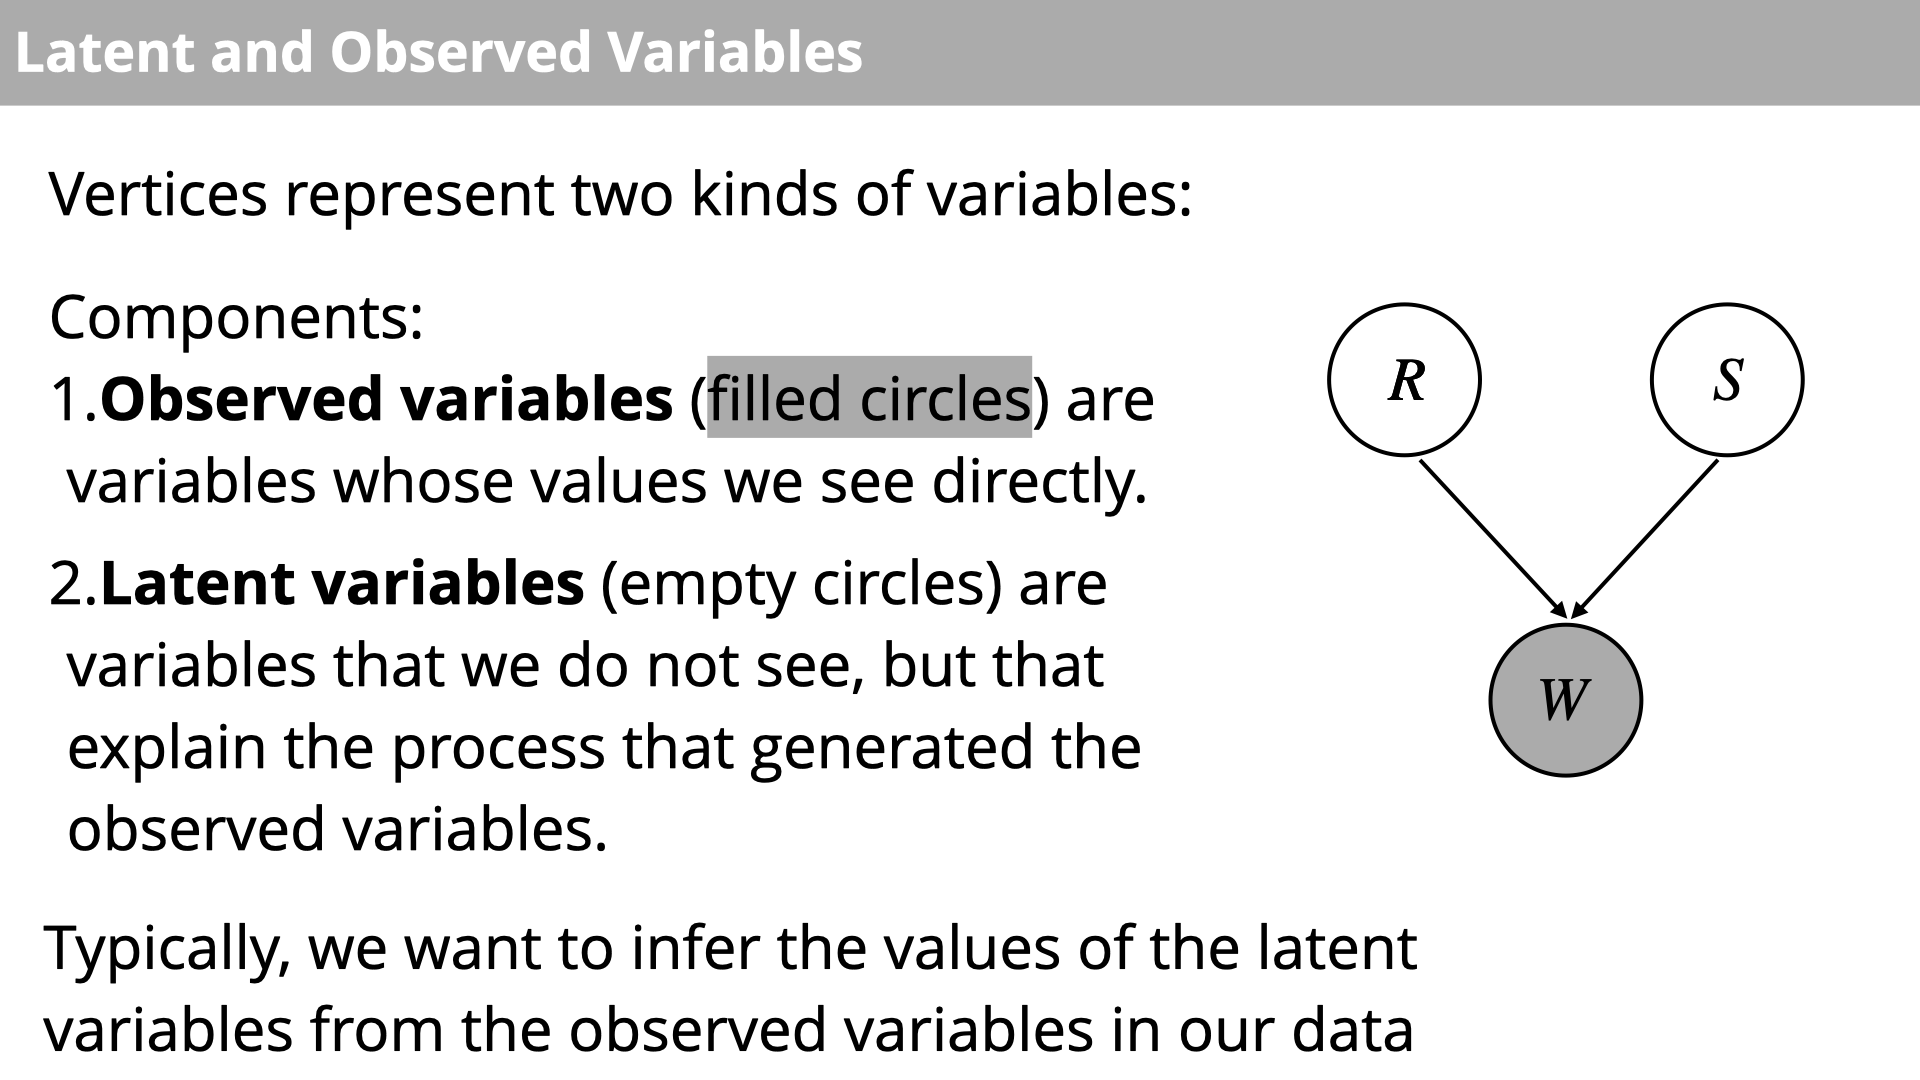 Latent and Observed Variables
Vertices represent two kinds of variables:
Components:
1.Observed variables (filled circles) are
variables whose values we see directly.
2.Latent variables (empty circles) are
variables that we do not see, but that
explain the process that generated the
observed variables.
R
S
W
Typically, we want to infer the values of the latent
variables from the observed variables in our data